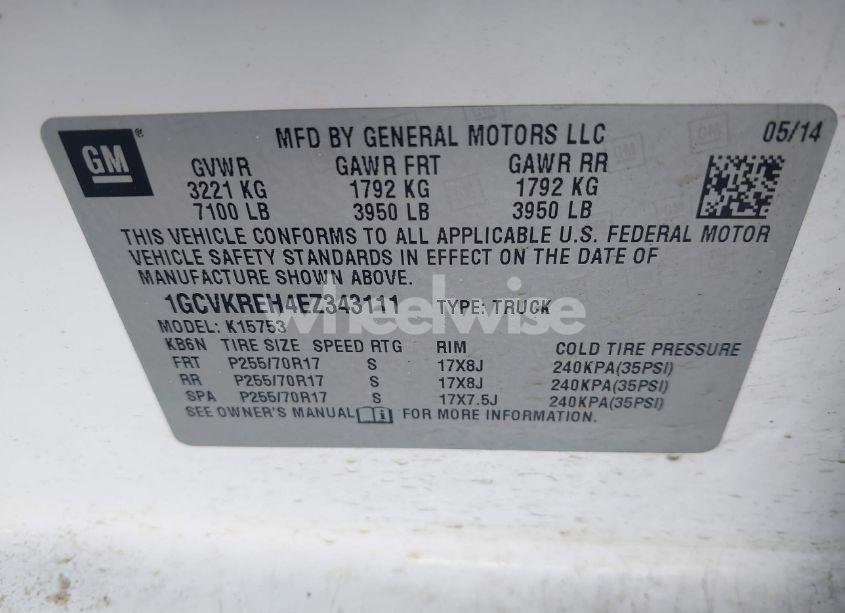 GM
MFD BY GENERAL MOTORS LLC 05/14
GVWR GAWR FRT GAWR RR
3221 KG 1792 KG 1792 KG
7100 LB 3950 LB 3950 LB
THIS VEHICLE CONFORMS TO ALL APPLICABLE U.S. FEDERAL MOTOR
VEHICLE SAFETY STANDARDS IN EFFECT ON THE DATE OF
MANUFACTURE SHOWN ABOVE.
1GCVKREH4EZ343111 TYPE: TRUCK
wheelwise
MODEL: K15753
KB6N TIRE SIZE SPEED RTG RIM COLD TIRE PRESSURE
FRT P255/70R17 S 17X8J 240KPA(35PSI)
RR P255/70R17 S 17X8J 240KPA(35PSI)
SPA P255/70R17 S 17X7.5J 240KPA(35PSI)
SEE OWNER'S MANUAL FOR MORE INFORMATION.